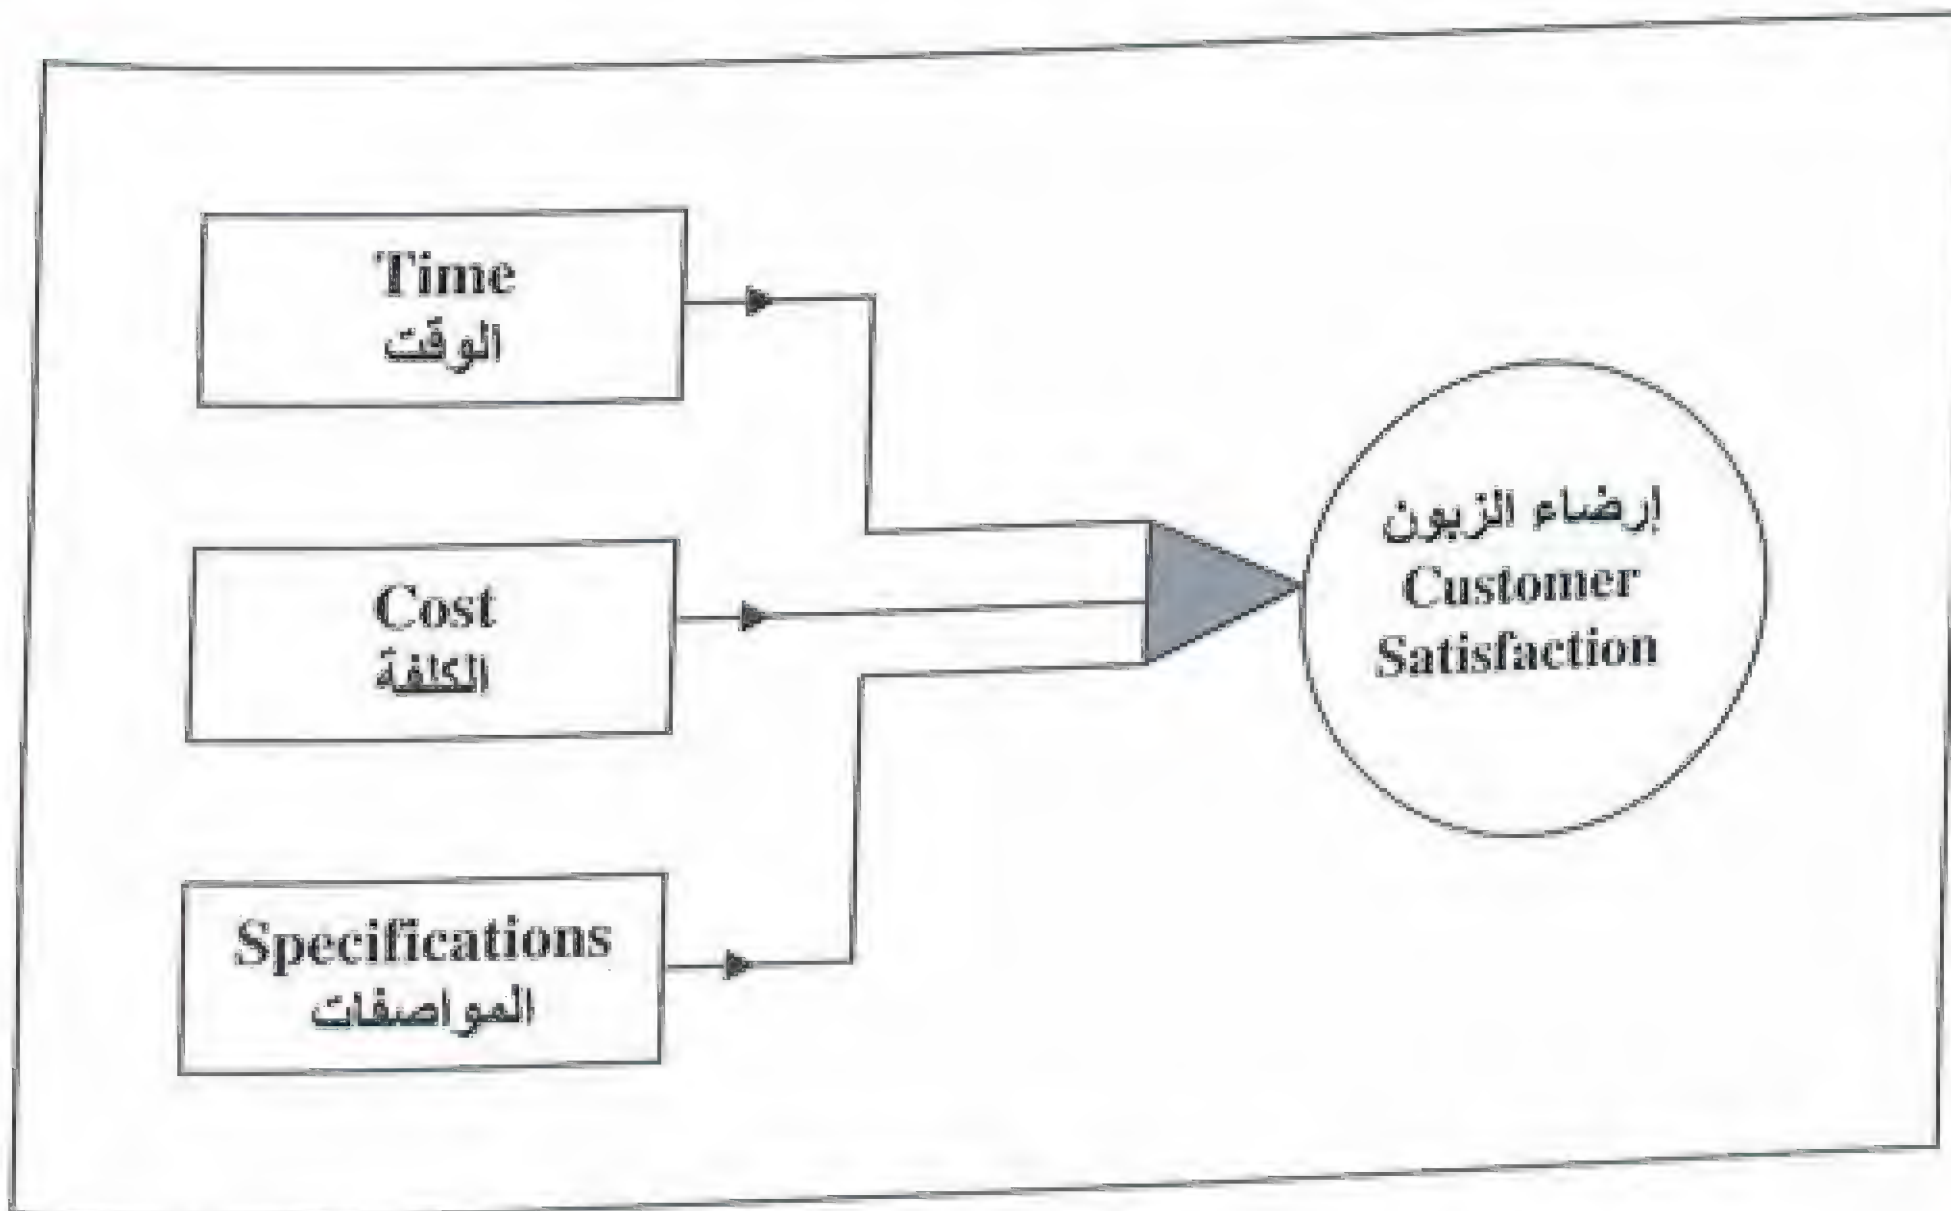 Time
الوقت
Cost
الكلفة
Specifications
المواصفات
إرضاء الزبون
Customer
Satisfaction